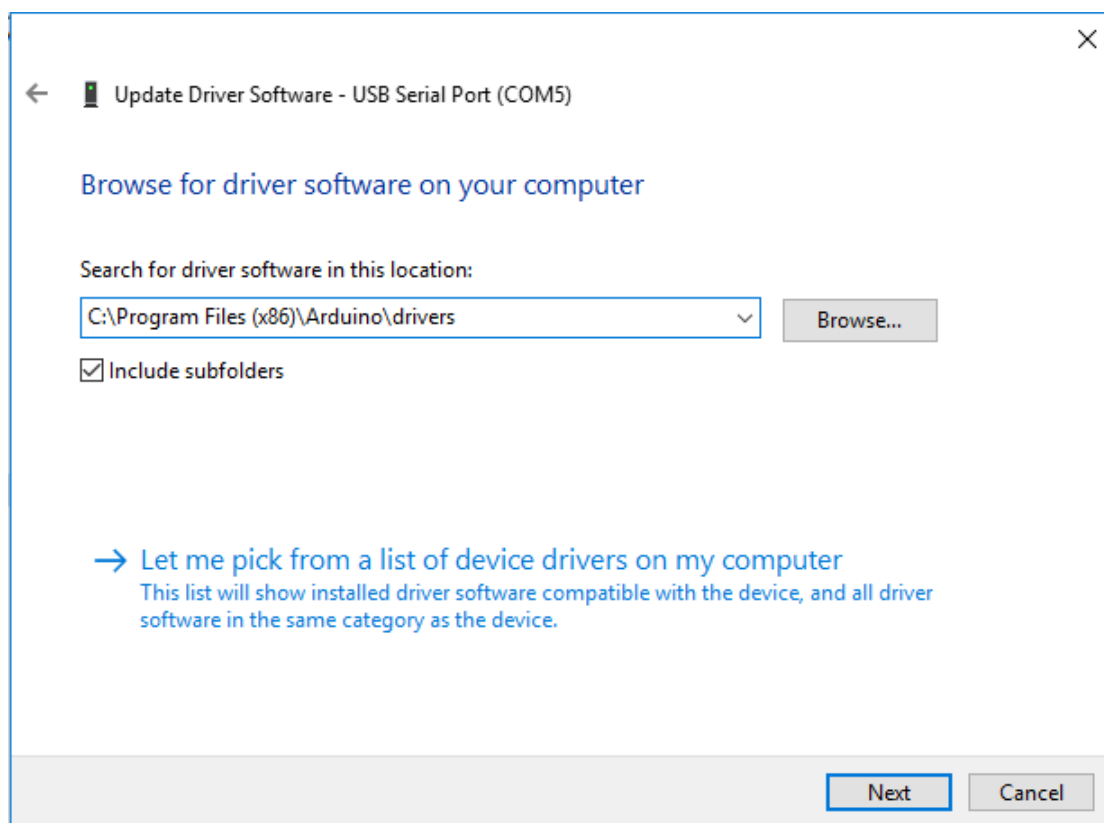 Update Driver Software - USB Serial Port (COM5)
Browse for driver software on your computer
Search for driver software in this location:
C:\Program Files (x86)\Arduino\drivers
Browse...
Include subfolders
Let me pick from a list of device drivers on my computer
This list will show installed driver software compatible with the device, and all driver
software in the same category as the device.
Next
Cancel